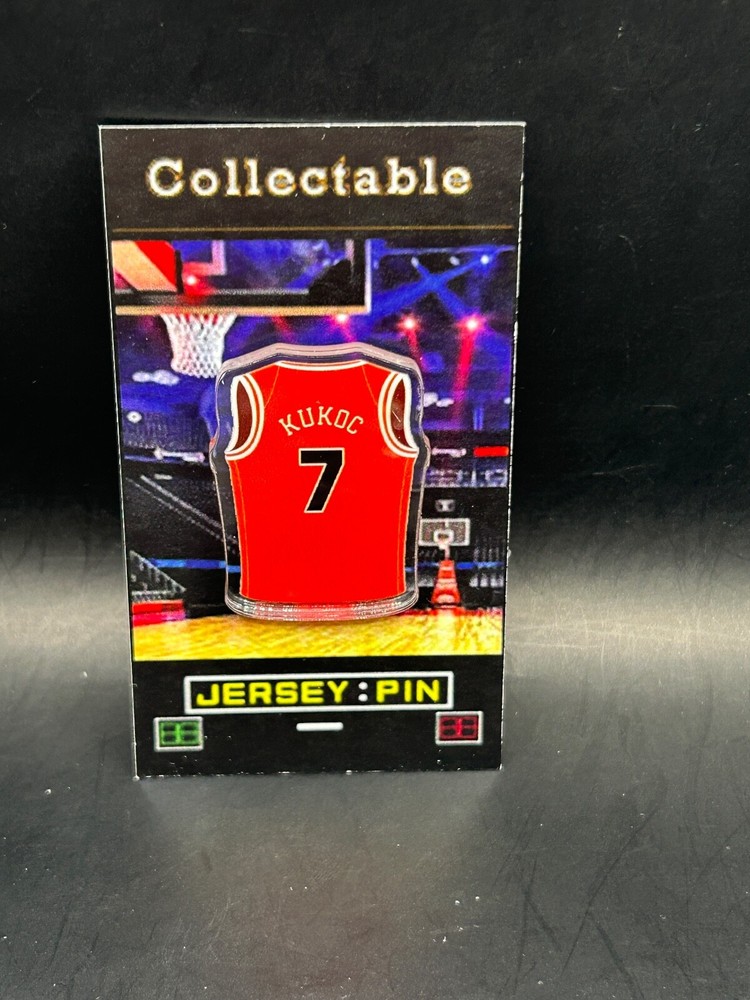 Collectable
KUKOC
7
JERSEY:PIN